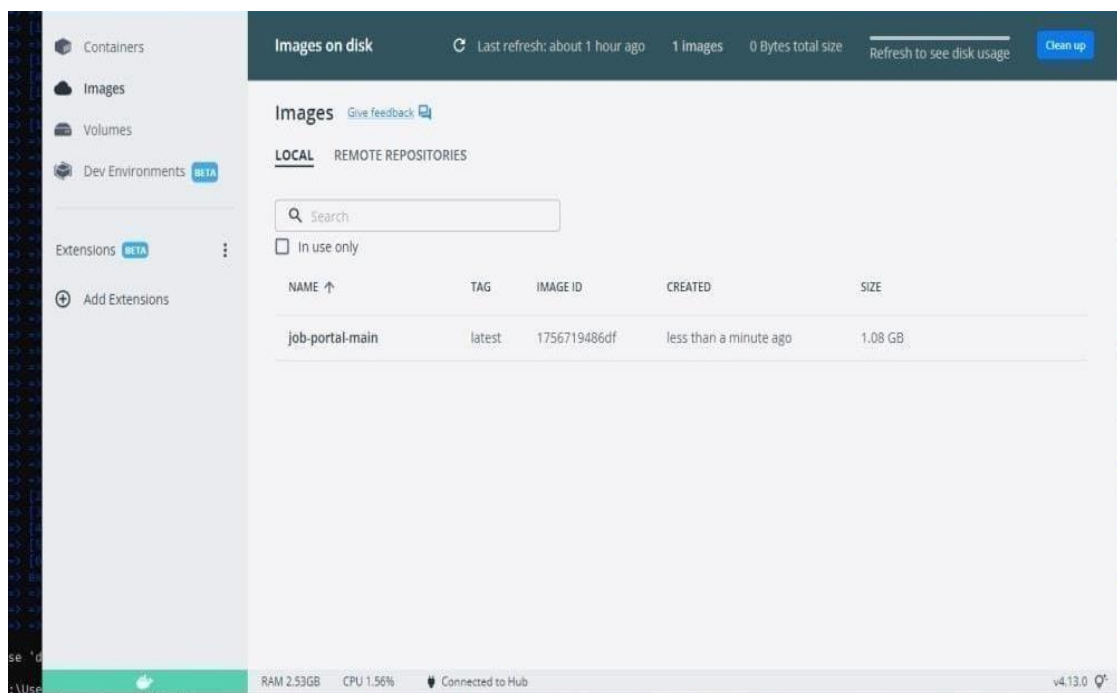 Containers
Images
Volumes
Dev Environments BETA
Extensions BETA
Add Extensions
Images on disk
Last refresh: about 1 hour ago
1 images
0 Bytes total size
Refresh to see disk usage
Clean up
Images Give feedback
LOCAL REMOTE REPOSITORIES
Search
In use only
NAME TAG IMAGE ID CREATED SIZE
job-portal-main latest 1756719486df less than a minute ago 1.08 GB
se 'd
:\Use
RAM 2.53GB CPU 1.56% Connected to Hub
v4.13.0